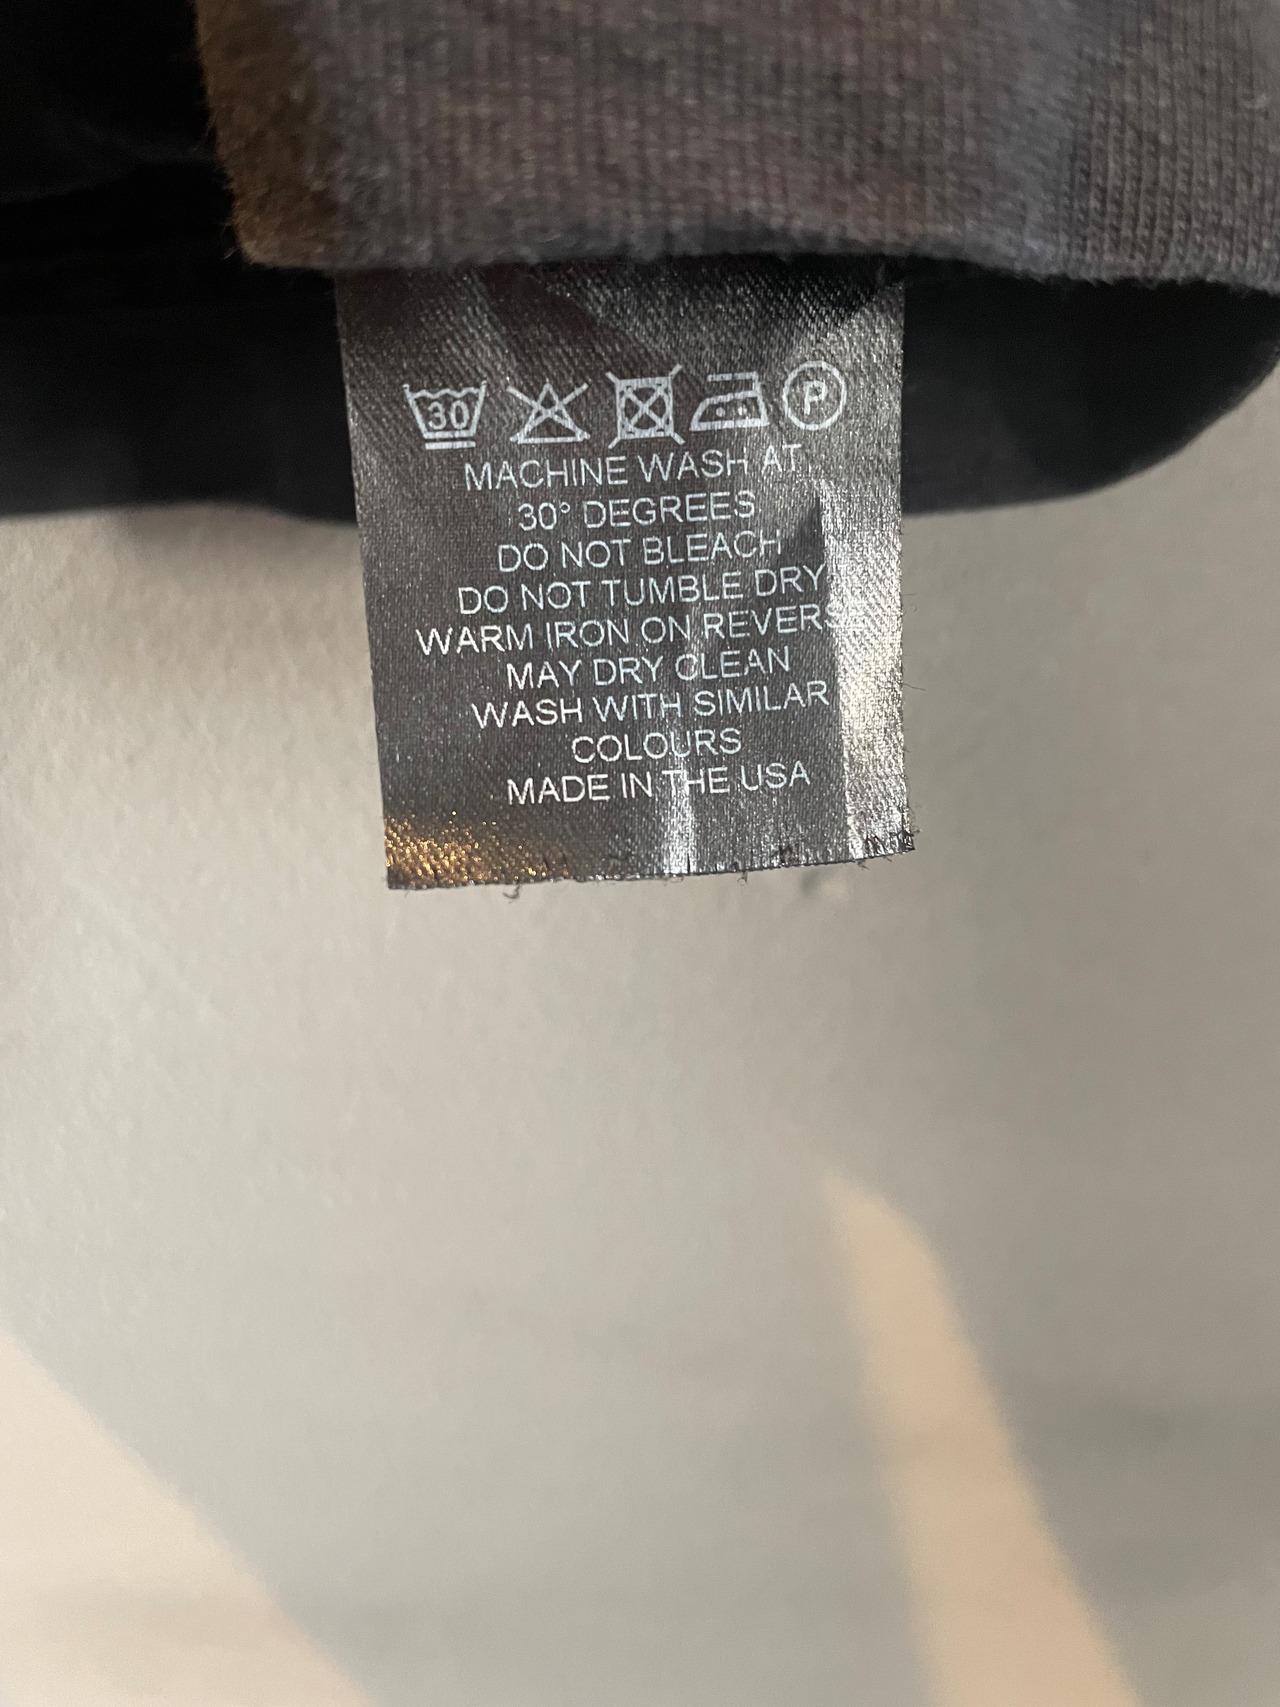 30 P
MACHINE WASH AT
30° DEGREES
DO NOT BLEACH
DO NOT TUMBLE DRY
WARM IRON ON REVERSE
MAY DRY CLEAN
WASH WITH SIMILAR
COLOURS
MADE IN THE USA